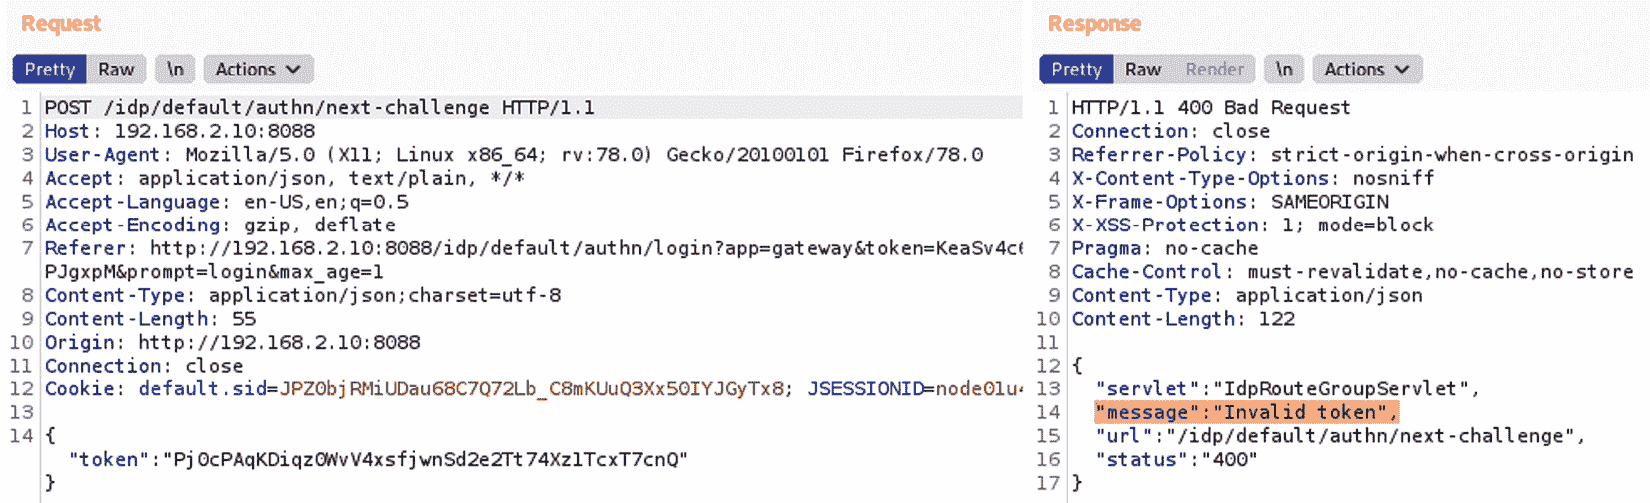 Request
Pretty Raw \n Actions
1 POST /idp/default/authn/next-challenge HTTP/1.1
2 Host: 192.168.2.10:8088
3 User-Agent: Mozilla/5.0 (X11; Linux x86_64; rv:78.0) Gecko/20100101 Firefox/78.0
4 Accept: application/json, text/plain, */*
5 Accept-Language: en-US,en;q=0.5
6 Accept-Encoding: gzip, deflate
7 Referer: http://192.168.2.10:8088/idp/default/authn/login?app=gateway&token=KeaSv4c6
PJgxpM&prompt=login&max_age=1
8 Content-Type: application/json;charset=utf-8
9 Content-Length: 55
10 Origin: http://192.168.2.10:8088
11 Connection: close
12 Cookie: default.sid=JPZ0bjRMiUDau68C7Q72Lb_C8mKUuQ3Xx50IYJGyTx8; JSESSIONID=node01u4
13
14 {
"token":"Pj0cPAqKDiqz0WvV4xsfjwnSd2e2Tt74XzlTcxT7cnQ"
}
Response
Pretty Raw Render \n Actions
1 HTTP/1.1 400 Bad Request
2 Connection: close
3 Referrer-Policy: strict-origin-when-cross-origin
4 X-Content-Type-Options: nosniff
5 X-Frame-Options: SAMEORIGIN
6 X-XSS-Protection: 1; mode=block
7 Pragma: no-cache
8 Cache-Control: must-revalidate,no-cache,no-store
9 Content-Type: application/json
10 Content-Length: 122
11
12 {
13 "servlet":"IdpRouteGroupServlet",
14 "message":"Invalid token",
15 "url":"/idp/default/authn/next-challenge",
16 "status":"400"
17 }